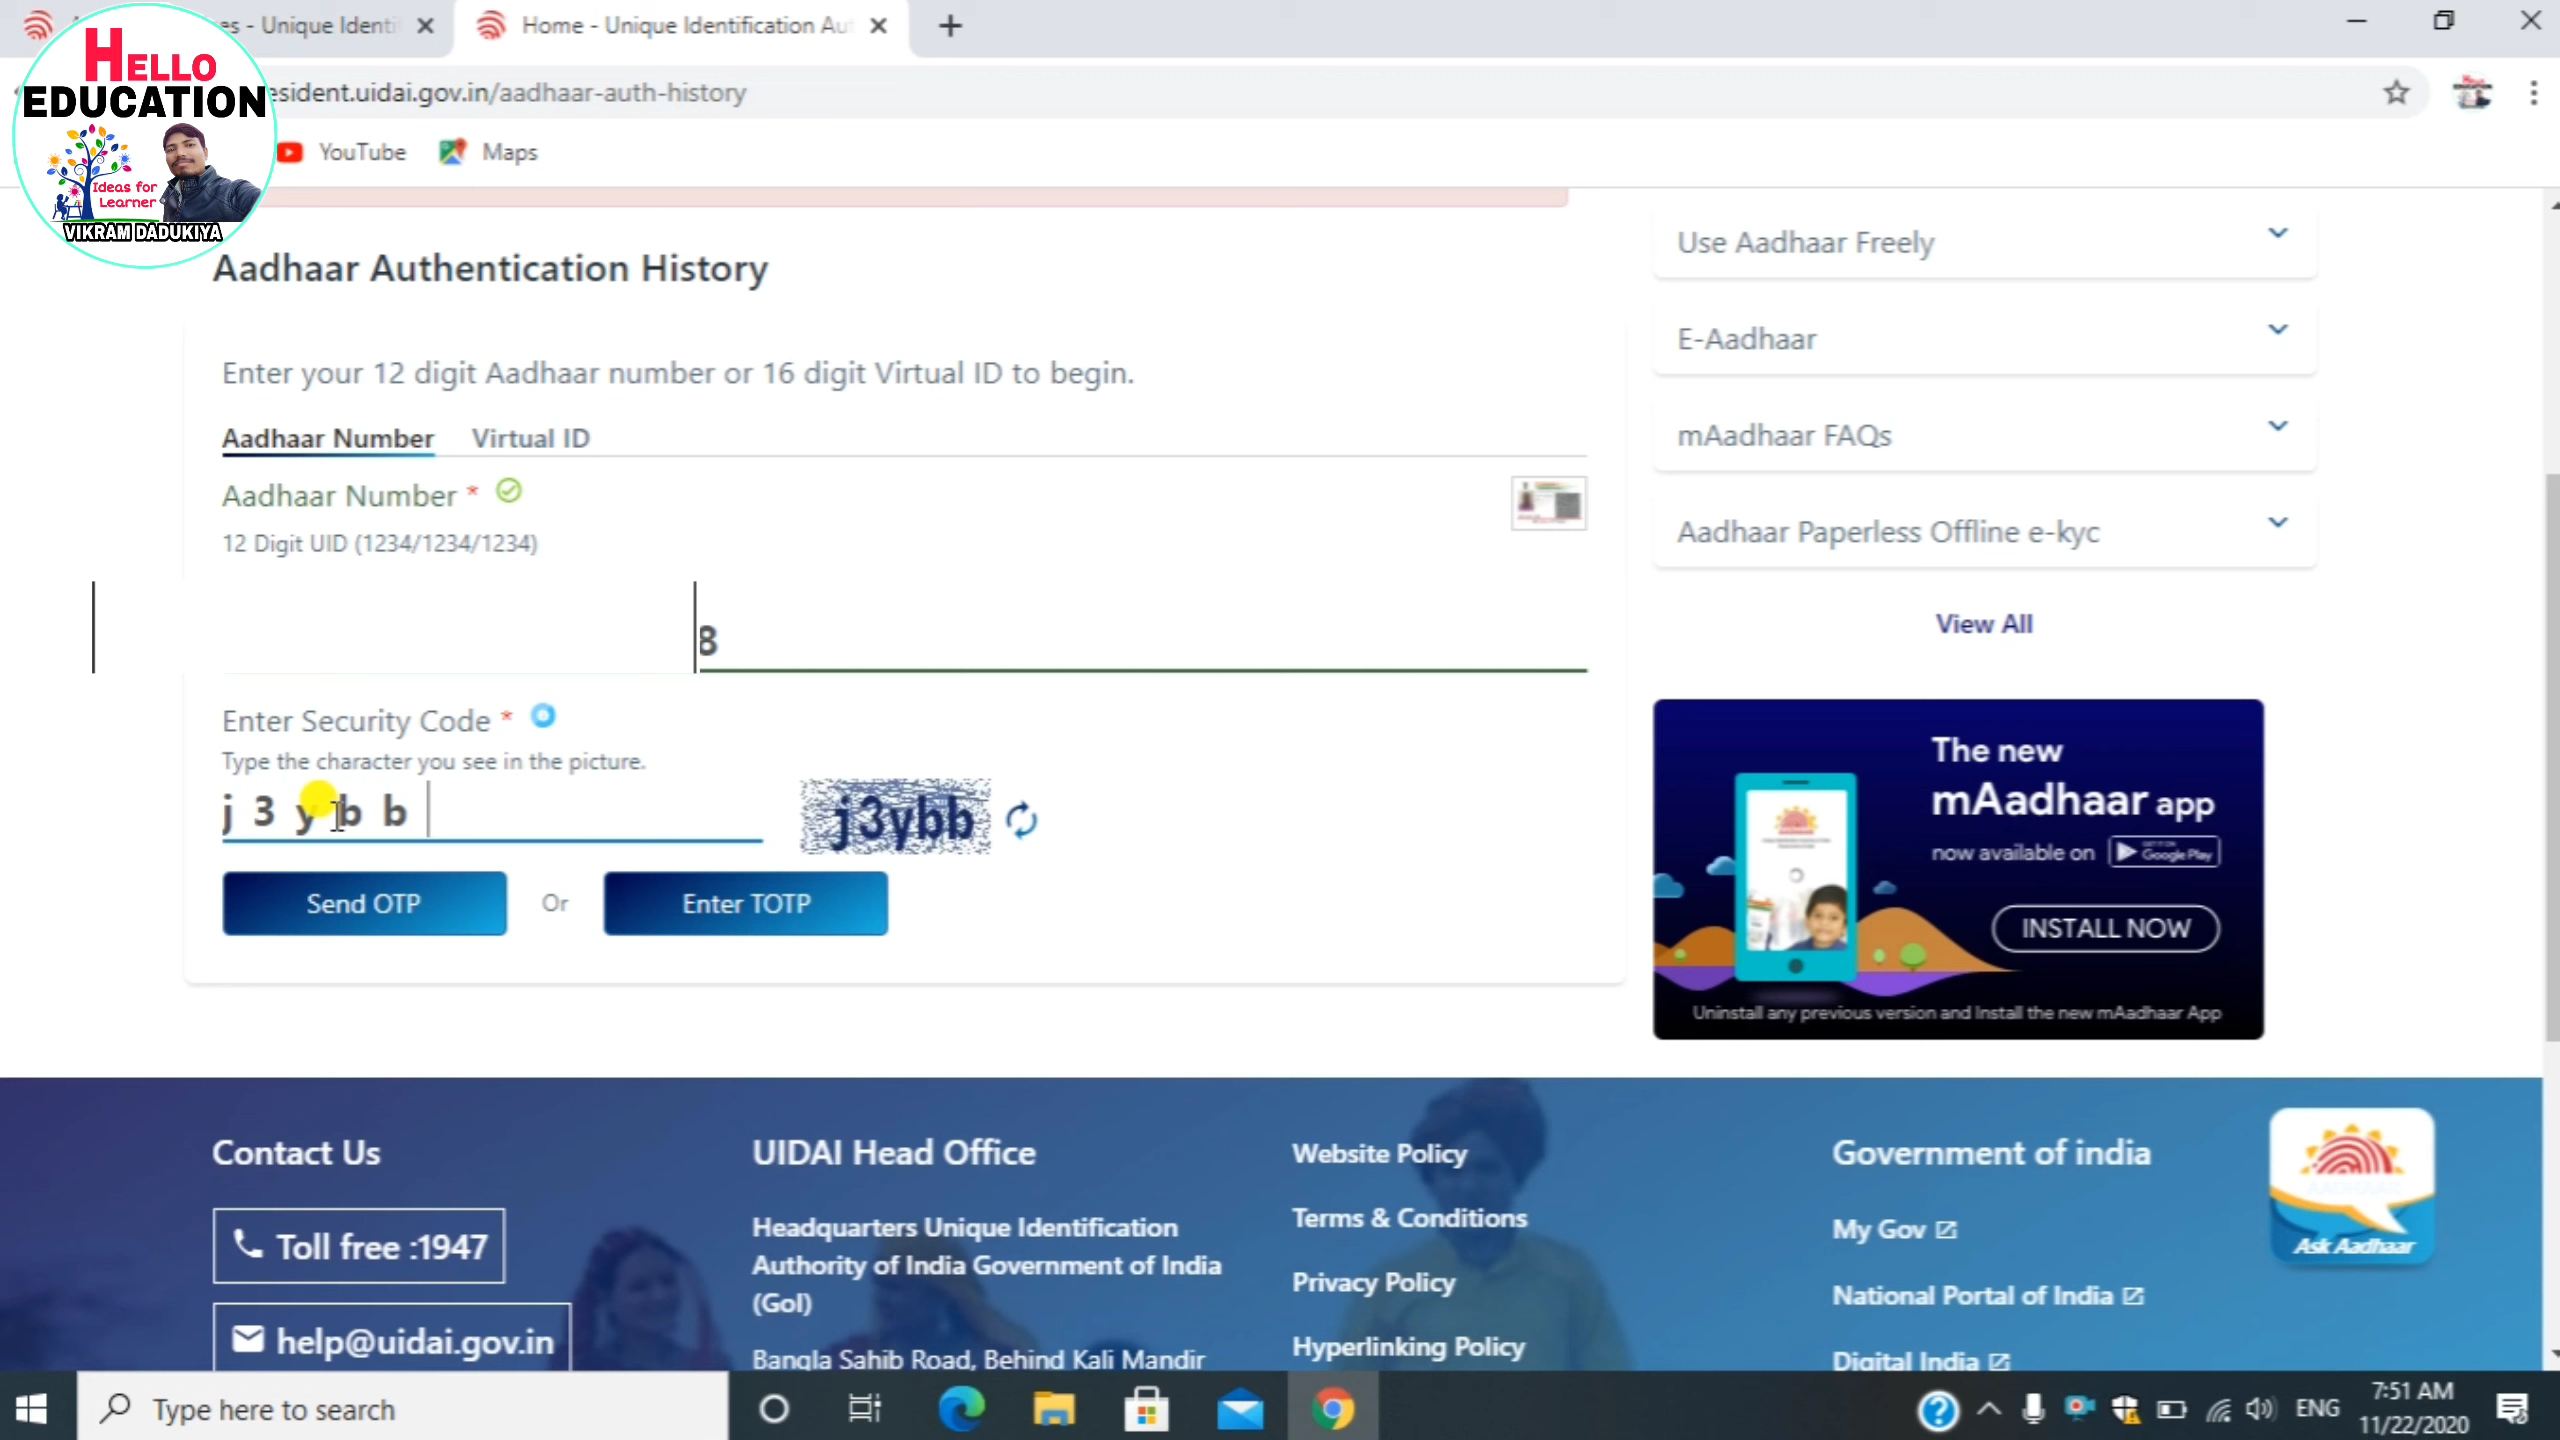 es - Unique Identi
Home - Unique Identification Au
HELLO
EDUCATION
Ideas for
Learner
VIKRAM DADUKIYA
esident.uidai.gov.in/aadhaar-auth-history
YouTube
Maps
Aadhaar Authentication History
Enter your 12 digit Aadhaar number or 16 digit Virtual ID to begin.
Aadhaar Number
Virtual ID
Aadhaar Number *
12 Digit UID (1234/1234/1234)
8
Enter Security Code *
Type the character you see in the picture.
j 3 y b b
j3ybb
Send OTP
Or
Enter TOTP
Use Aadhaar Freely
E-Aadhaar
mAadhaar FAQs
Aadhaar Paperless Offline e-kyc
View All
The new
mAadhaar app
now available on
GET IT ON
Google Play
INSTALL NOW
Uninstall any previous version and Install the new mAadhaar App
Contact Us
Toll free :1947
help@uidai.gov.in
UIDAI Head Office
Headquarters Unique Identification
Authority of India Government of India
(GoI)
Bangla Sahib Road, Behind Kali Mandir
Website Policy
Terms & Conditions
Privacy Policy
Hyperlinking Policy
Government of india
My Gov
National Portal of India
Digital India
Ask Aadhaar
Type here to search
ENG
7:51 AM
11/22/2020